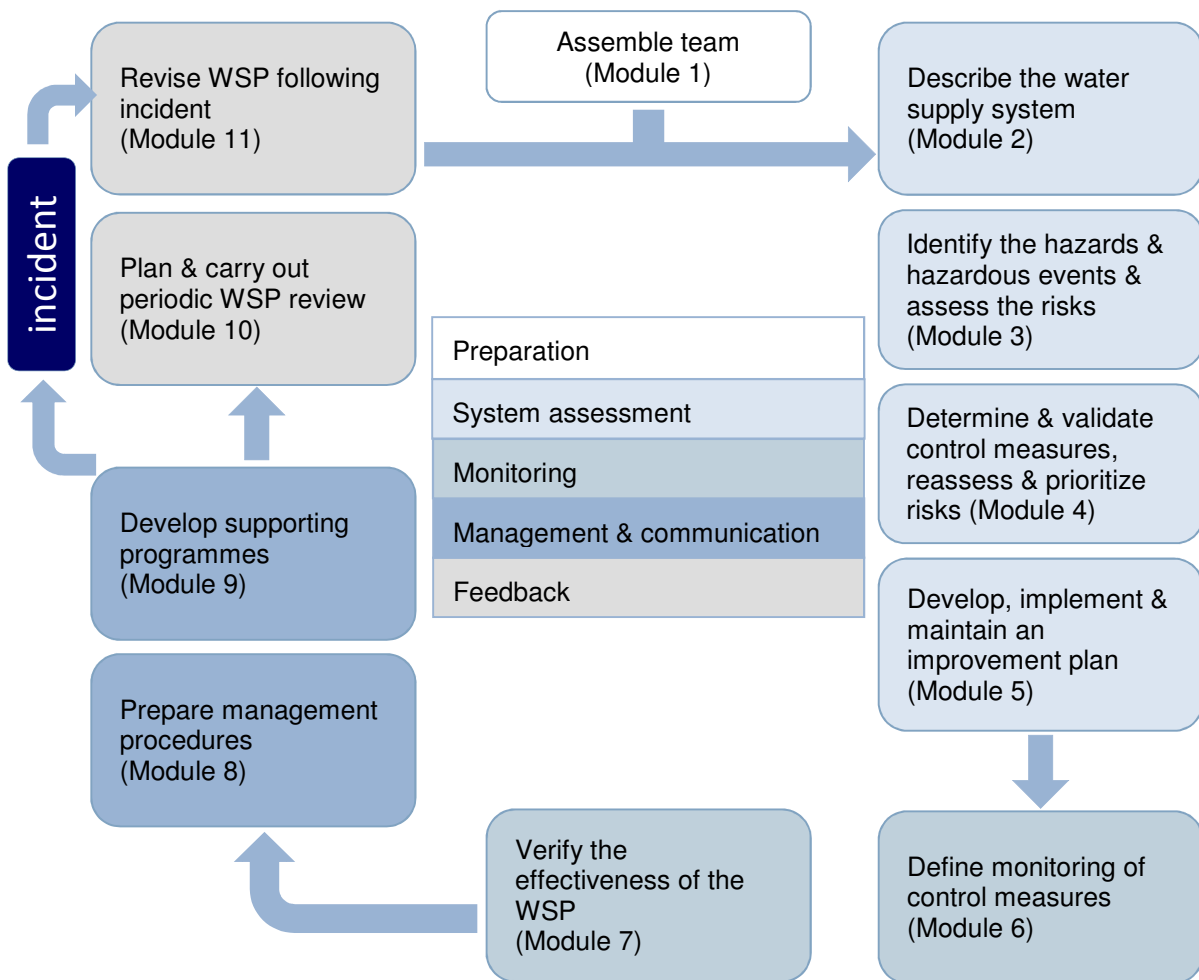 Assemble team
(Module 1)
Describe the water
supply system
(Module 2)
Identify the hazards &
hazardous events &
assess the risks
(Module 3)
Determine & validate
control measures,
reassess & prioritize
risks (Module 4)
Develop, implement &
maintain an
improvement plan
(Module 5)
Define monitoring of
control measures
(Module 6)
Verify the
effectiveness of the
WSP
(Module 7)
Prepare management
procedures
(Module 8)
Develop supporting
programmes
(Module 9)
Plan & carry out
periodic WSP review
(Module 10)
incident
Revise WSP following
incident
(Module 11)
Preparation
System assessment
Monitoring
Management & communication
Feedback